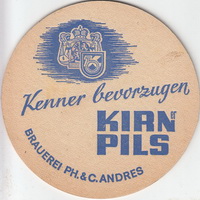 Kenner bevorzugen
KIRNER
PILS
BRAUEREI PH. & C. ANDRES